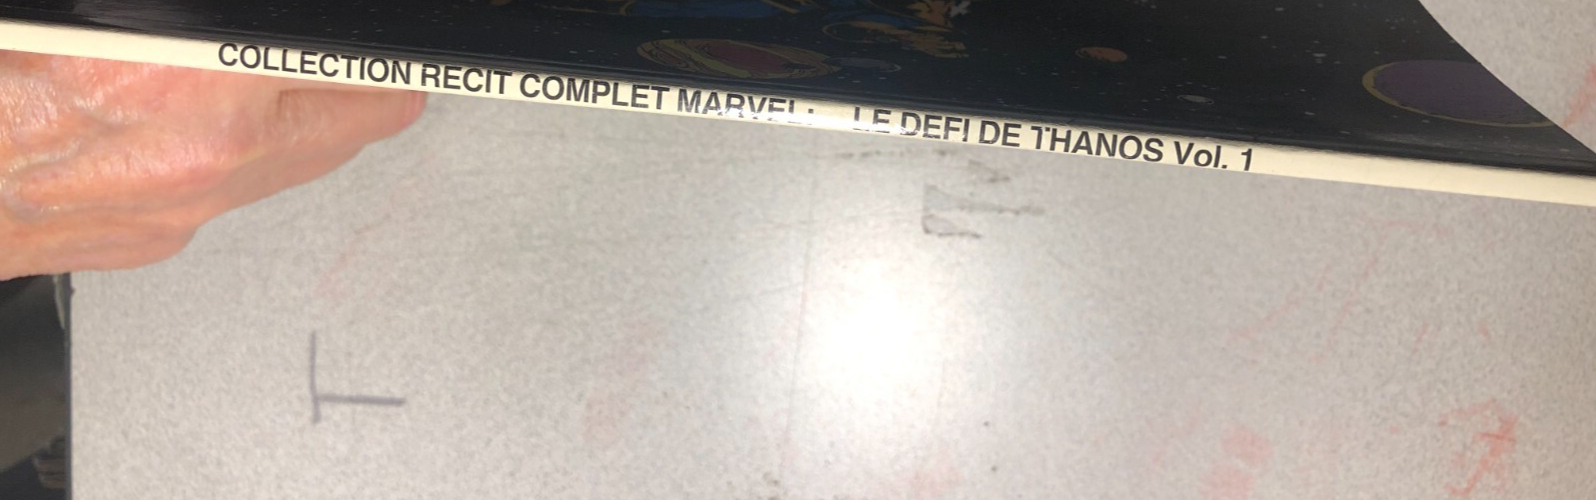 COLLECTION RECIT COMPLET MARVEL: LE DEFI DE THANOS Vol. 1